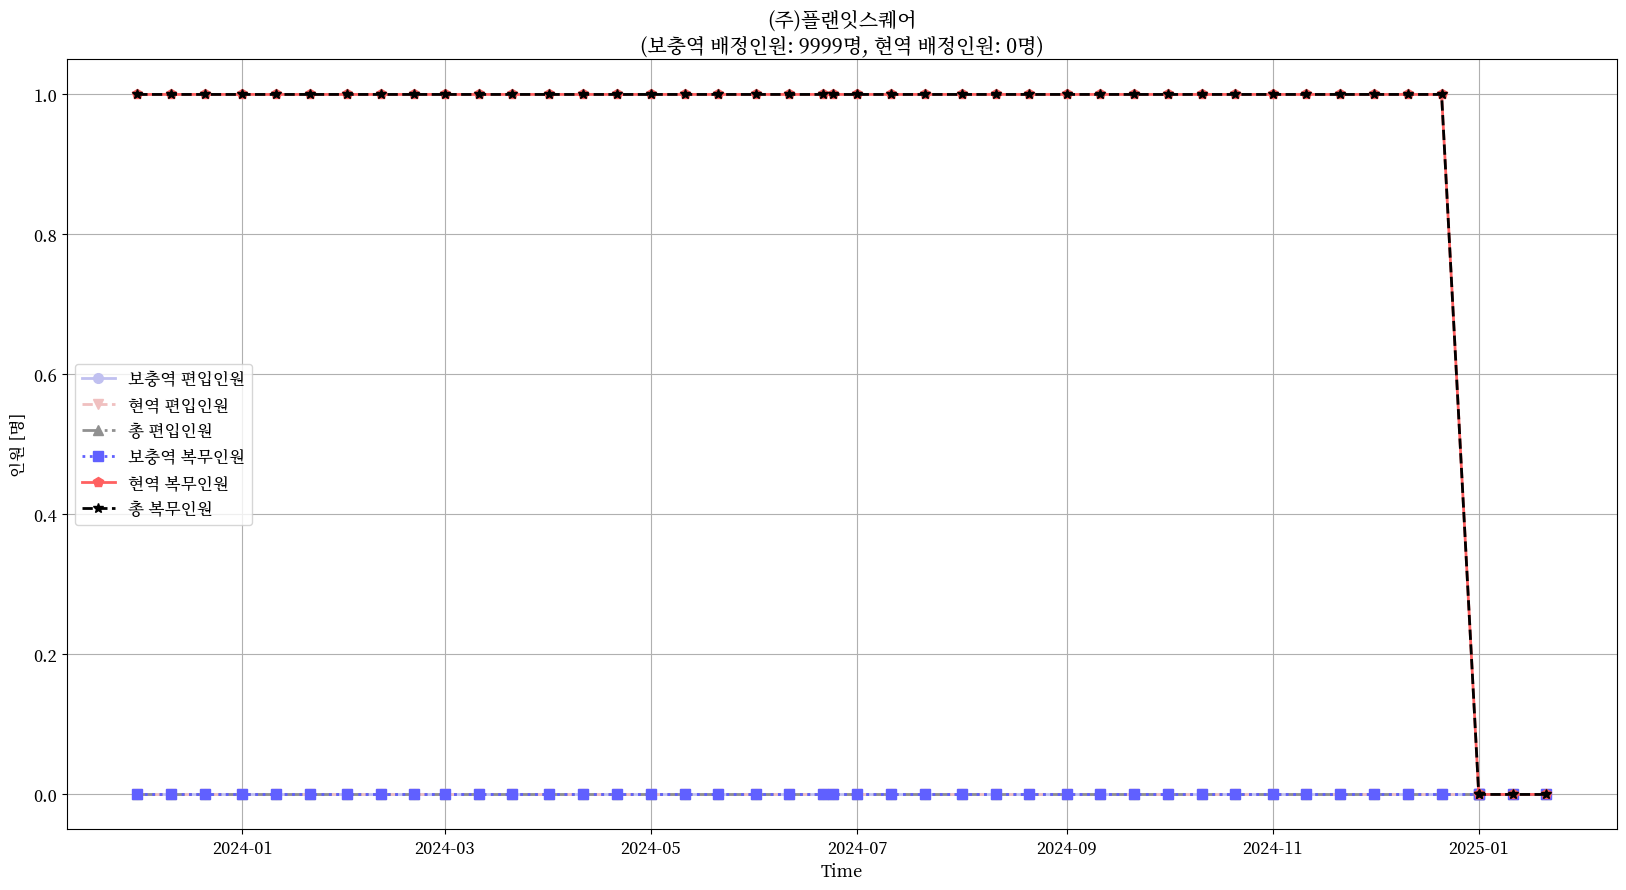 (주)플랜잇스퀘어
(보충역 배정인원: 9999명, 현역 배정인원: 0명)
1.0
0.8
0.6
0.4
0.2
0.0
인원 [명]
보충역 편입인원
현역 편입인원
총 편입인원
보충역 복무인원
현역 복무인원
총 복무인원
2024-01
2024-03
2024-05
2024-07
2024-09
2024-11
2025-01
Time